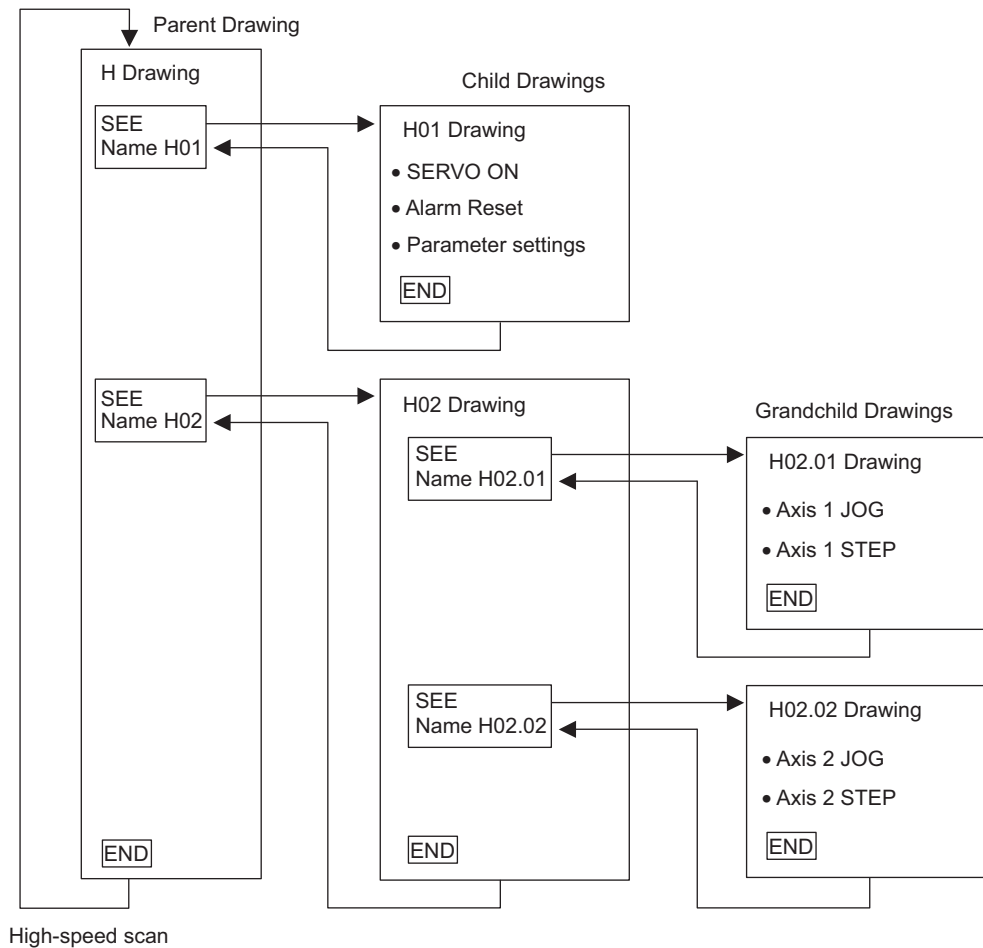 Parent Drawing
H Drawing
SEE
Name H01
SEE
Name H02
END
High-speed scan
Child Drawings
H01 Drawing
• SERVO ON
• Alarm Reset
• Parameter settings
END
H02 Drawing
SEE
Name H02.01
SEE
Name H02.02
END
Grandchild Drawings
H02.01 Drawing
• Axis 1 JOG
• Axis 1 STEP
END
H02.02 Drawing
• Axis 2 JOG
• Axis 2 STEP
END